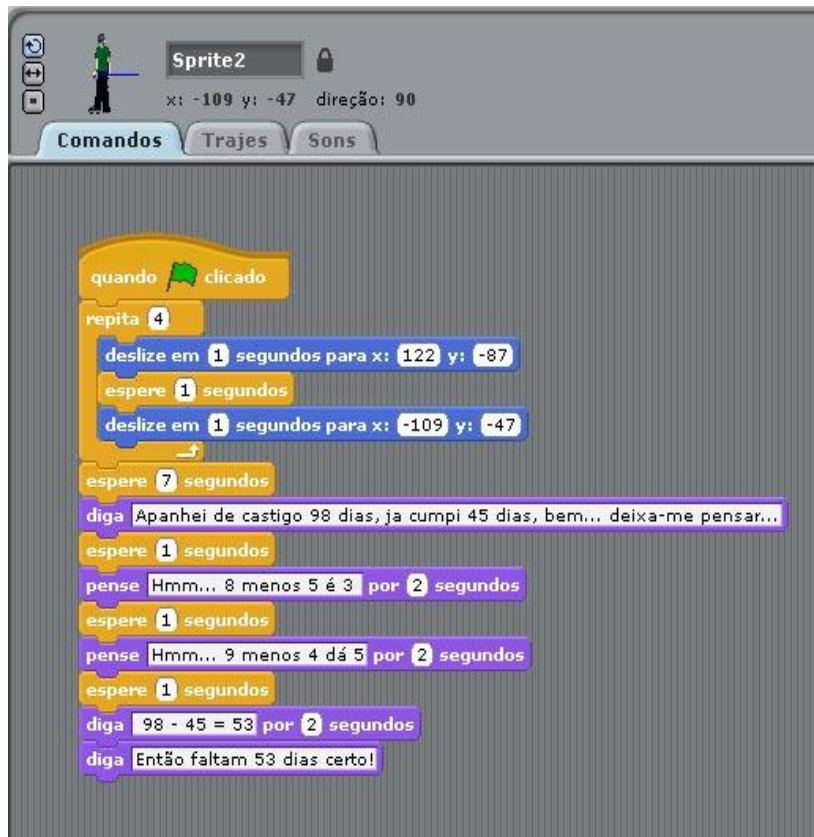 Sprite2
x: -109 y: -47 direção: 90
Comandos Trajes Sons
quando clicado
repita 4
deslize em 1 segundos para x: 122 y: -87
espere 1 segundos
deslize em 1 segundos para x: -109 y: -47
espere 7 segundos
diga Apanhei de castigo 98 dias, ja cumpi 45 dias, bem... deixa-me pensar...
espere 1 segundos
pense Hmm... 8 menos 5 é 3 por 2 segundos
espere 1 segundos
pense Hmm... 9 menos 4 dá 5 por 2 segundos
espere 1 segundos
diga 98 - 45 = 53 por 2 segundos
diga Então faltam 53 dias certo!